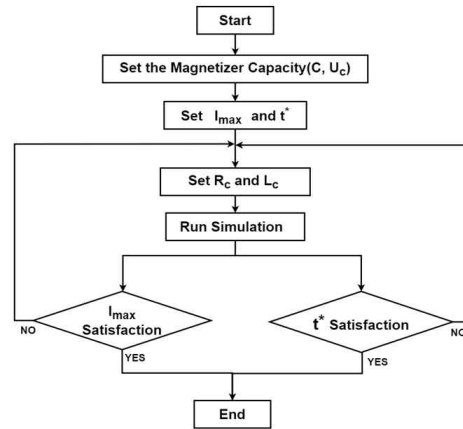 Start
Set the Magnetizer Capacity(C, Uc)
Set Imax and t*
Set Rc and Lc
Run Simulation
Imax
Satisfaction
t* Satisfaction
NO
NO
YES
YES
End